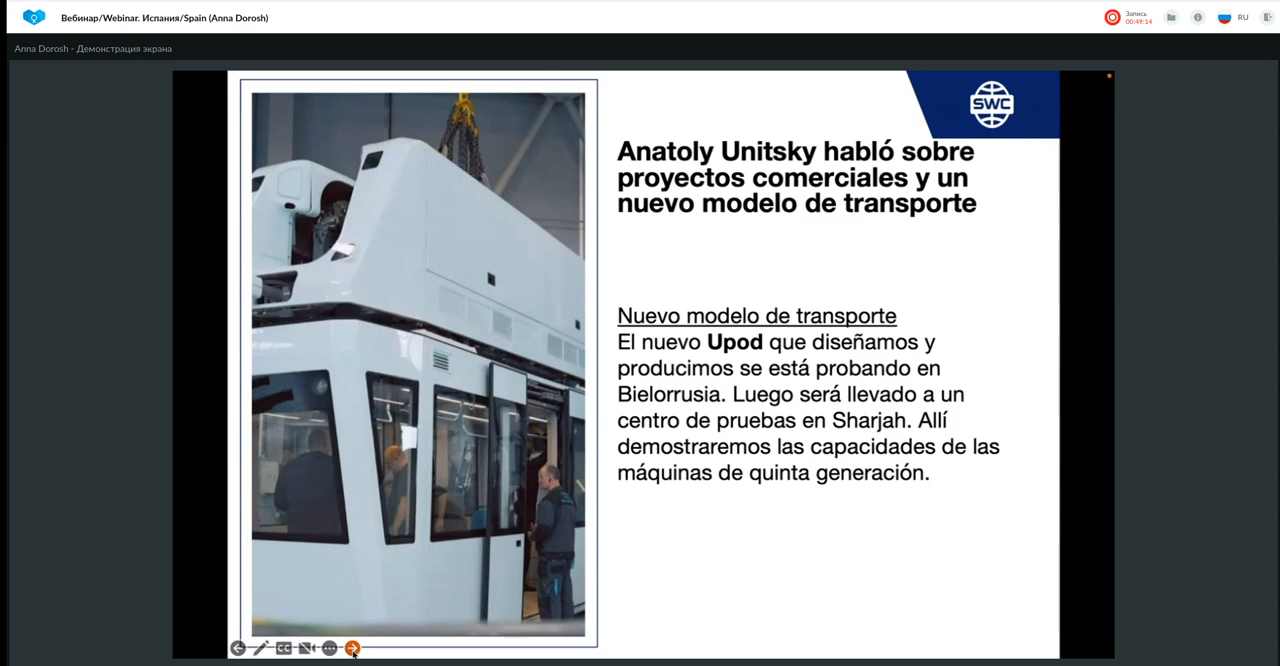 Вебинар/Webinar. Испания/Spain (Anna Dorosh)
Запись
00:49:14
RU
Anna Dorosh - Демонстрация экрана
SWC
Anatoly Unitsky habló sobre
proyectos comerciales y un
nuevo modelo de transporte
Nuevo modelo de transporte
El nuevo Upod que diseñamos y
producimos se está probando en
Bielorrusia. Luego será llevado a un
centro de pruebas en Sharjah. Allí
demostraremos las capacidades de las
máquinas de quinta generación.
CC